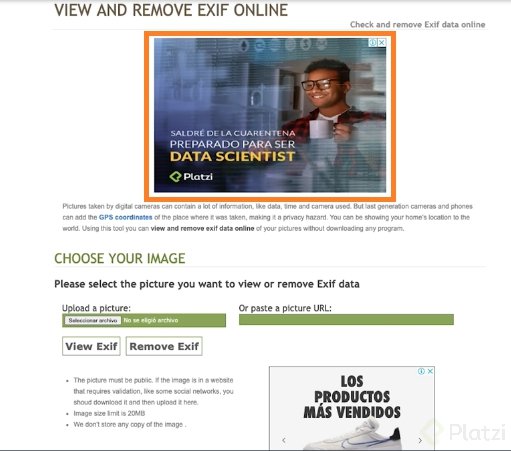 VIEW AND REMOVE EXIF ONLINE
Check and remove Exif data online
SALDRÉ DE LA CUARENTENA
PREPARADO PARA SER
DATA SCIENTIST
Platzi
Pictures taken by digital cameras can contain a lot of information, like data, time and camera used. But last generation cameras and phones
can add the GPS coordinates of the place where it was taken, making it a privacy hazard. You can be showing your home's location to the
world. Using this tool you can view and remove exif data online of your pictures without downloading any program.
CHOOSE YOUR IMAGE
Please select the picture you want to view or remove Exif data
Upload a picture:
Or paste a picture URL:
Seleccionar archivo No se eligió archivo
View Exif Remove Exif
The picture must be public. If the image is in a website
that requires validation, like some social networks, you
shoud download it and then upload it here.
Image size limit is 20MB
We don't store any copy of the image .
LOS
PRODUCTOS
MÁS VENDIDOS
Platzi